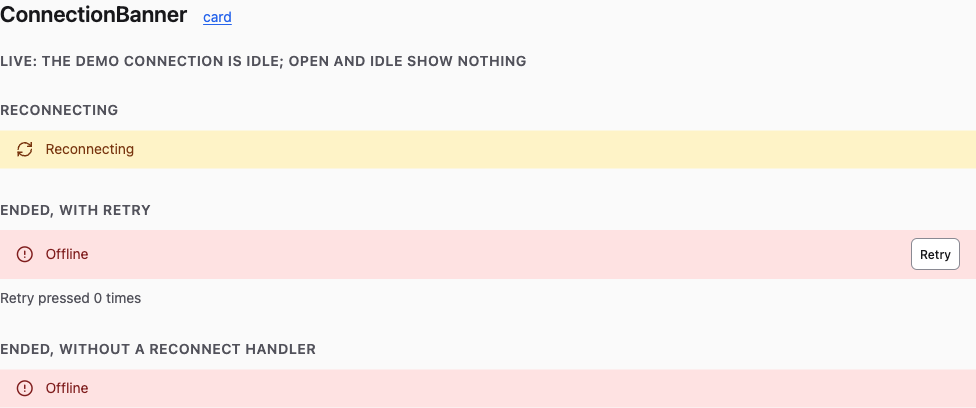 ConnectionBanner card
LIVE: THE DEMO CONNECTION IS IDLE; OPEN AND IDLE SHOW NOTHING
RECONNECTING
Reconnecting
ENDED, WITH RETRY
Offline
Retry
Retry pressed 0 times
ENDED, WITHOUT A RECONNECT HANDLER
Offline